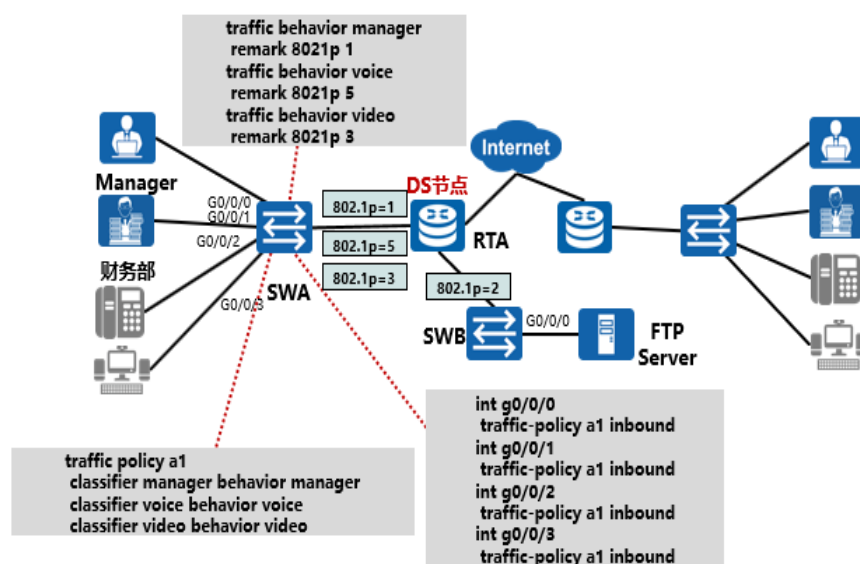 traffic behavior manager
remark 8021p 1
traffic behavior voice
remark 8021p 5
traffic behavior video
remark 8021p 3
Internet
Manager
DS节点
G0/0/0
G0/0/1
802.1p=1
RTA
G0/0/2
802.1p=5
财务部
802.1p=3
SWA
802.1p=2
G0/0/3
SWB
G0/0/0
FTP
Server
int g0/0/0
traffic-policy a1 inbound
int g0/0/1
traffic-policy a1 inbound
int g0/0/2
traffic-policy a1 inbound
int g0/0/3
traffic-policy a1 inbound
traffic policy a1
classifier manager behavior manager
classifier voice behavior voice
classifier video behavior video